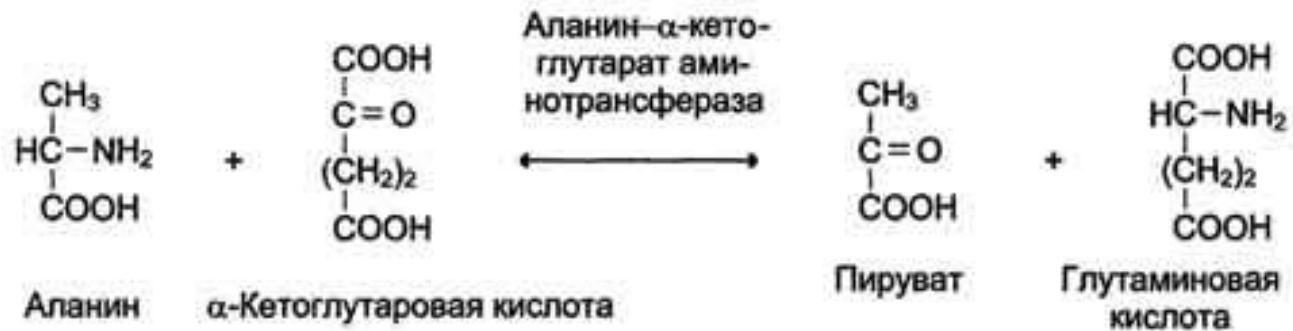 Аланин–α-кето-
глутарат ами-
нотрансфераза
CH₃
HC–NH₂
COOH
+
COOH
C=O
(CH₂)₂
COOH
CH₃
C=O
COOH
+
COOH
HC–NH₂
(CH₂)₂
COOH
Аланин
α-Кетоглутаровая кислота
Пируват
Глутаминовая
кислота